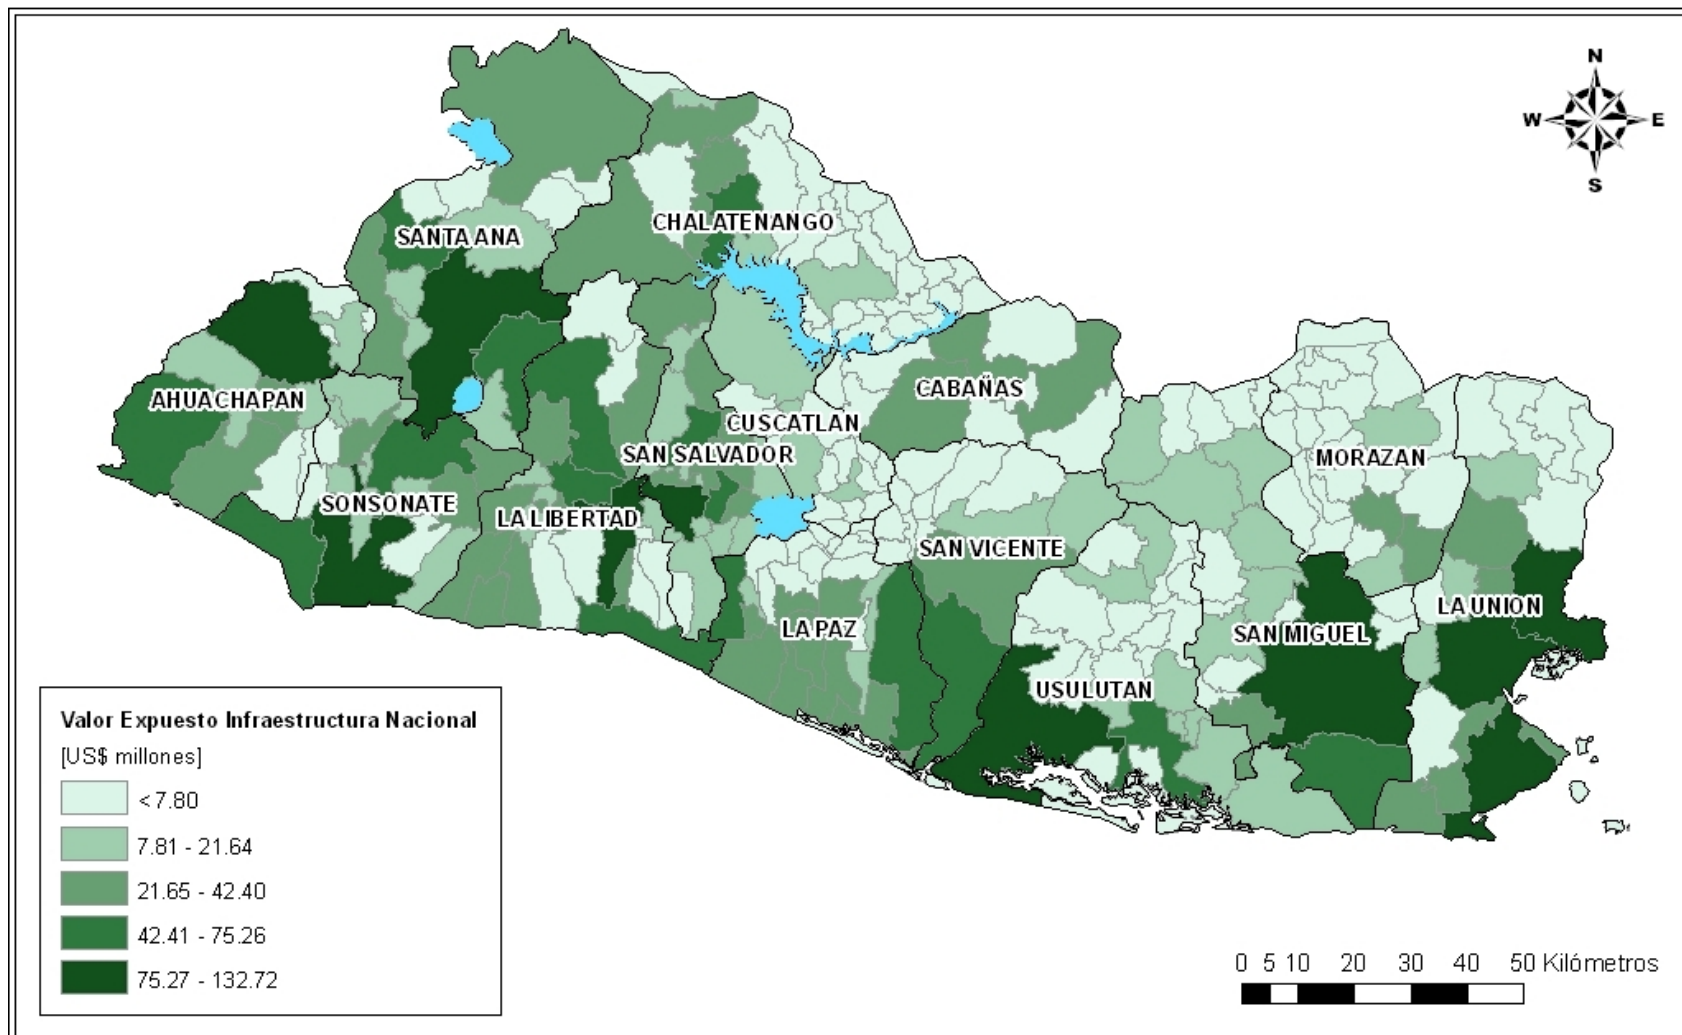 N
W E
S
CHALATENANGO
SANTA ANA
CABAÑAS
AHUACHAPAN
CUSCATLAN
SAN SALVADOR
MORAZAN
SONSONATE
LA LIBERTAD
SAN VICENTE
LA UNION
LA PAZ
SAN MIGUEL
USULUTAN
Valor Expuesto Infraestructura Nacional
[US$ millones]
< 7.80
7.81 - 21.64
21.65 - 42.40
42.41 - 75.26
75.27 - 132.72
0 5 10 20 30 40 50 Kilómetros